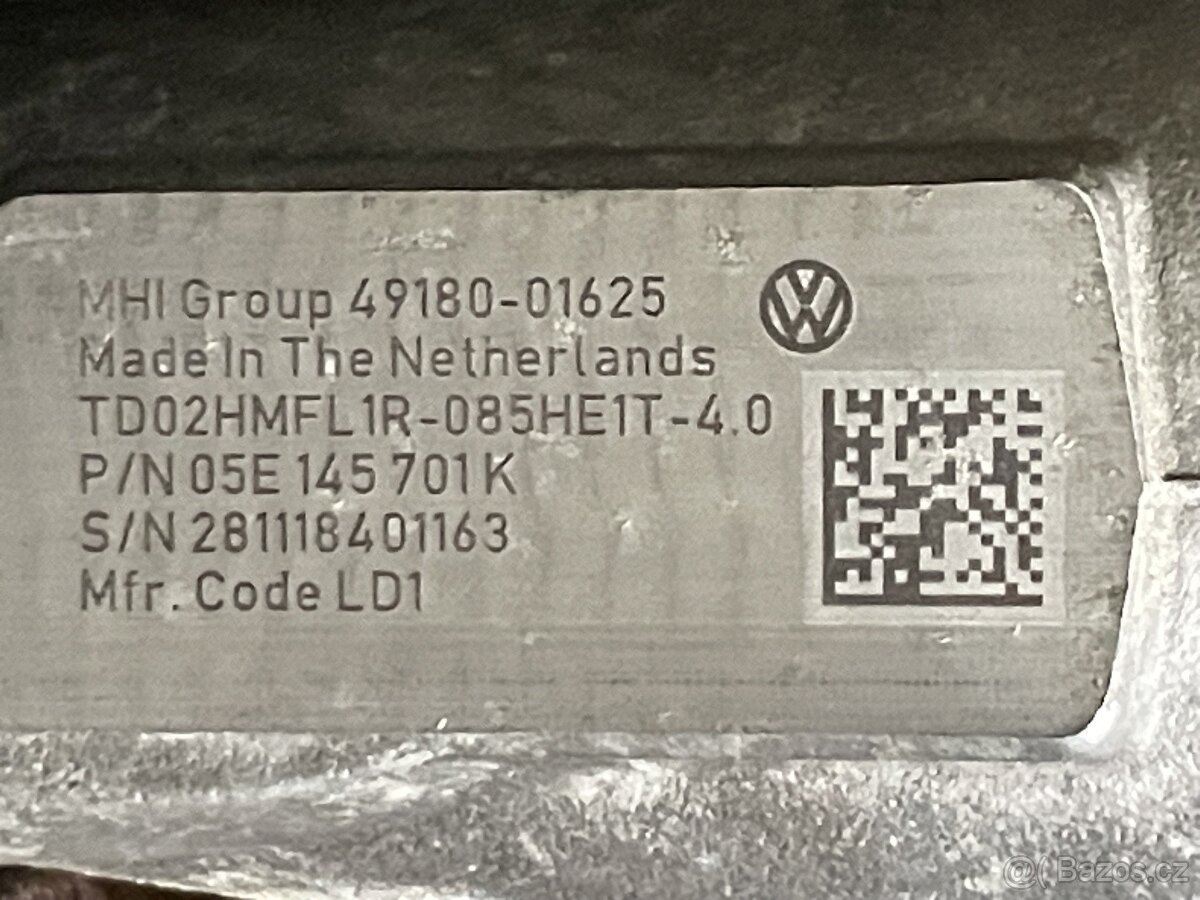 MHI Group 49180-01625
Made In The Netherlands
TD02HMFL1R-085HE1T-4.0
P/N 05E 145 701 K
S/N 281118401163
Mfr. Code LD1
@( Bazos.cz